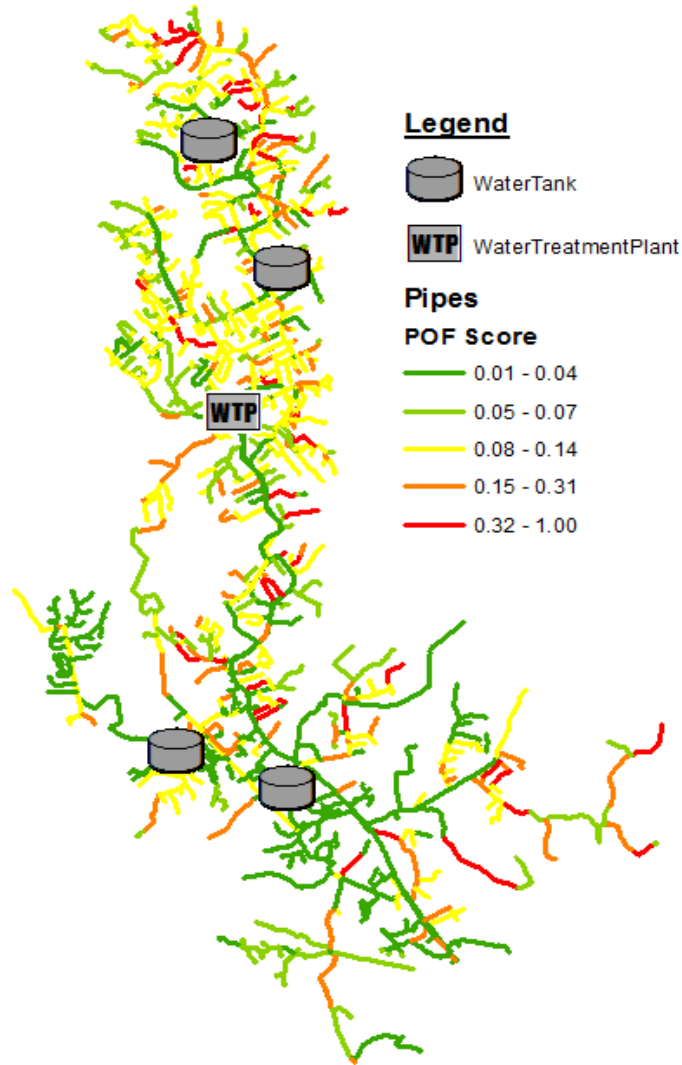 Legend
WaterTank
WTP WaterTreatmentPlant
Pipes
POF Score
0.01 - 0.04
0.05 - 0.07
0.08 - 0.14
0.15 - 0.31
0.32 - 1.00
WTP